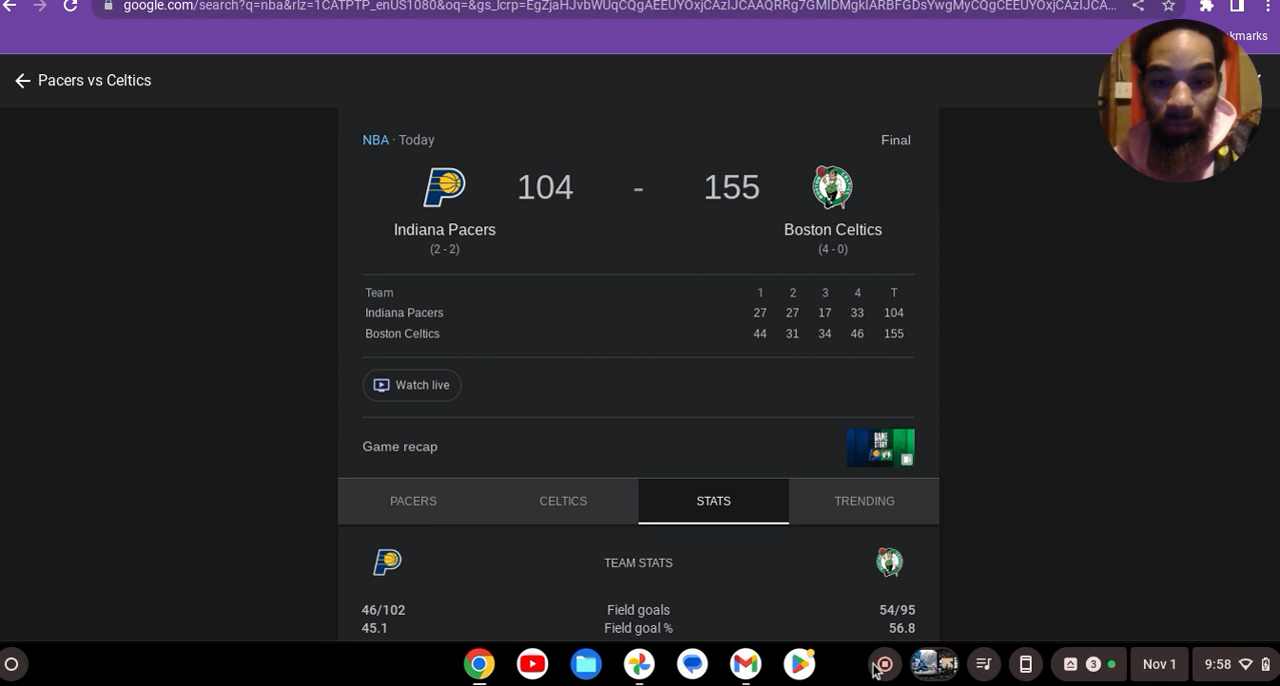 google.com/search?q=nba&rlz=1CATPTP_enUS1080&oq=&gs_lcrp=EgZjaHJvbWUqCQgAEEUYOxjCAzIJCAAQRRg7GMIDMgkIARBFGDsYwgMyCQgCEEUYOxjCAzIJCA...
kmarks
Pacers vs Celtics
NBA · Today Final
104 - 155
Indiana Pacers Boston Celtics
(2 - 2) (4 - 0)
Team 1 2 3 4 T
Indiana Pacers 27 27 17 33 104
Boston Celtics 44 31 34 46 155
Watch live
Game recap
GAME
STORY
PACERS CELTICS STATS TRENDING
TEAM STATS
46/102 Field goals 54/95
45.1 Field goal % 56.8
3 Nov 1 9:58